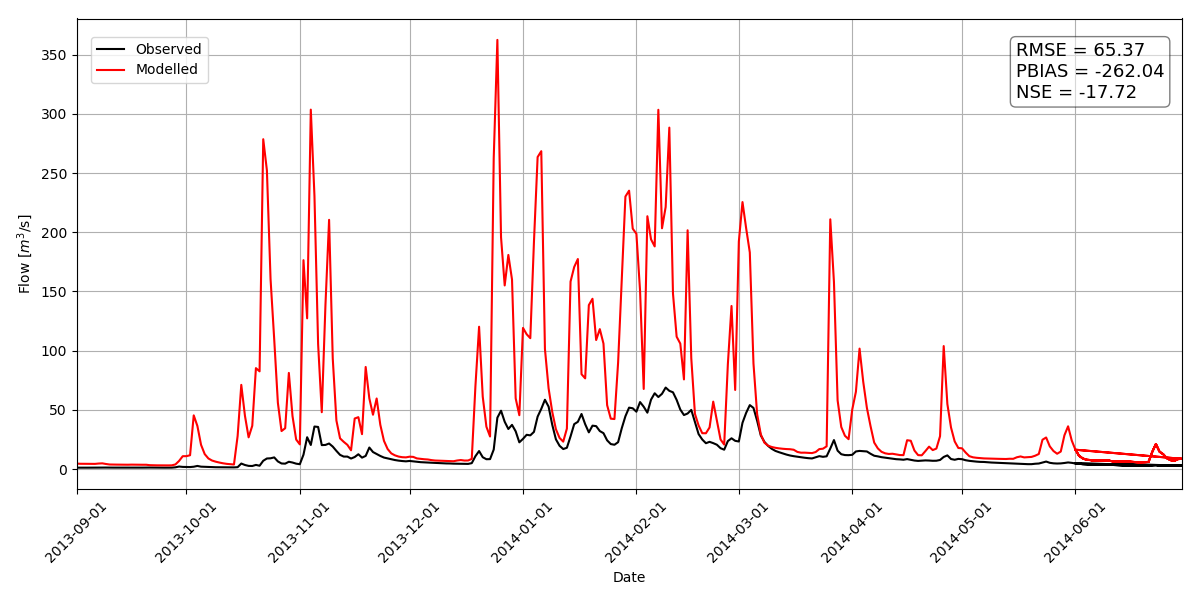 350
300
250
200
150
100
50
0
Flow [m³/s]
Observed
Modelled
RMSE = 65.37
PBIAS = -262.04
NSE = -17.72
2013-09-01
2013-10-01
2013-11-01
2013-12-01
2014-01-01
2014-02-01
2014-03-01
2014-04-01
2014-05-01
2014-06-01
Date